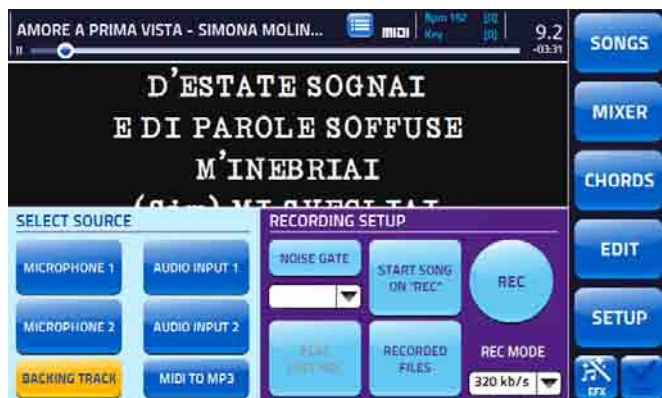 AMORE A PRIMA VISTA - SIMONA MOLIN...
midi
Bpm 152 [0]
Key [0]
9.2
-03:31
D'ESTATE SOGNAI
E DI PAROLE SOFFUSE
M'INEBRIAI
SELECT SOURCE
MICROPHONE 1
AUDIO INPUT 1
MICROPHONE 2
AUDIO INPUT 2
BACKING TRACK
MIDI TO MP3
RECORDING SETUP
NOISE GATE
START SONG
ON "REC"
REC
RECORDED
FILES
REC MODE
320 kb/s
SONGS
MIXER
CHORDS
EDIT
SETUP
EFX